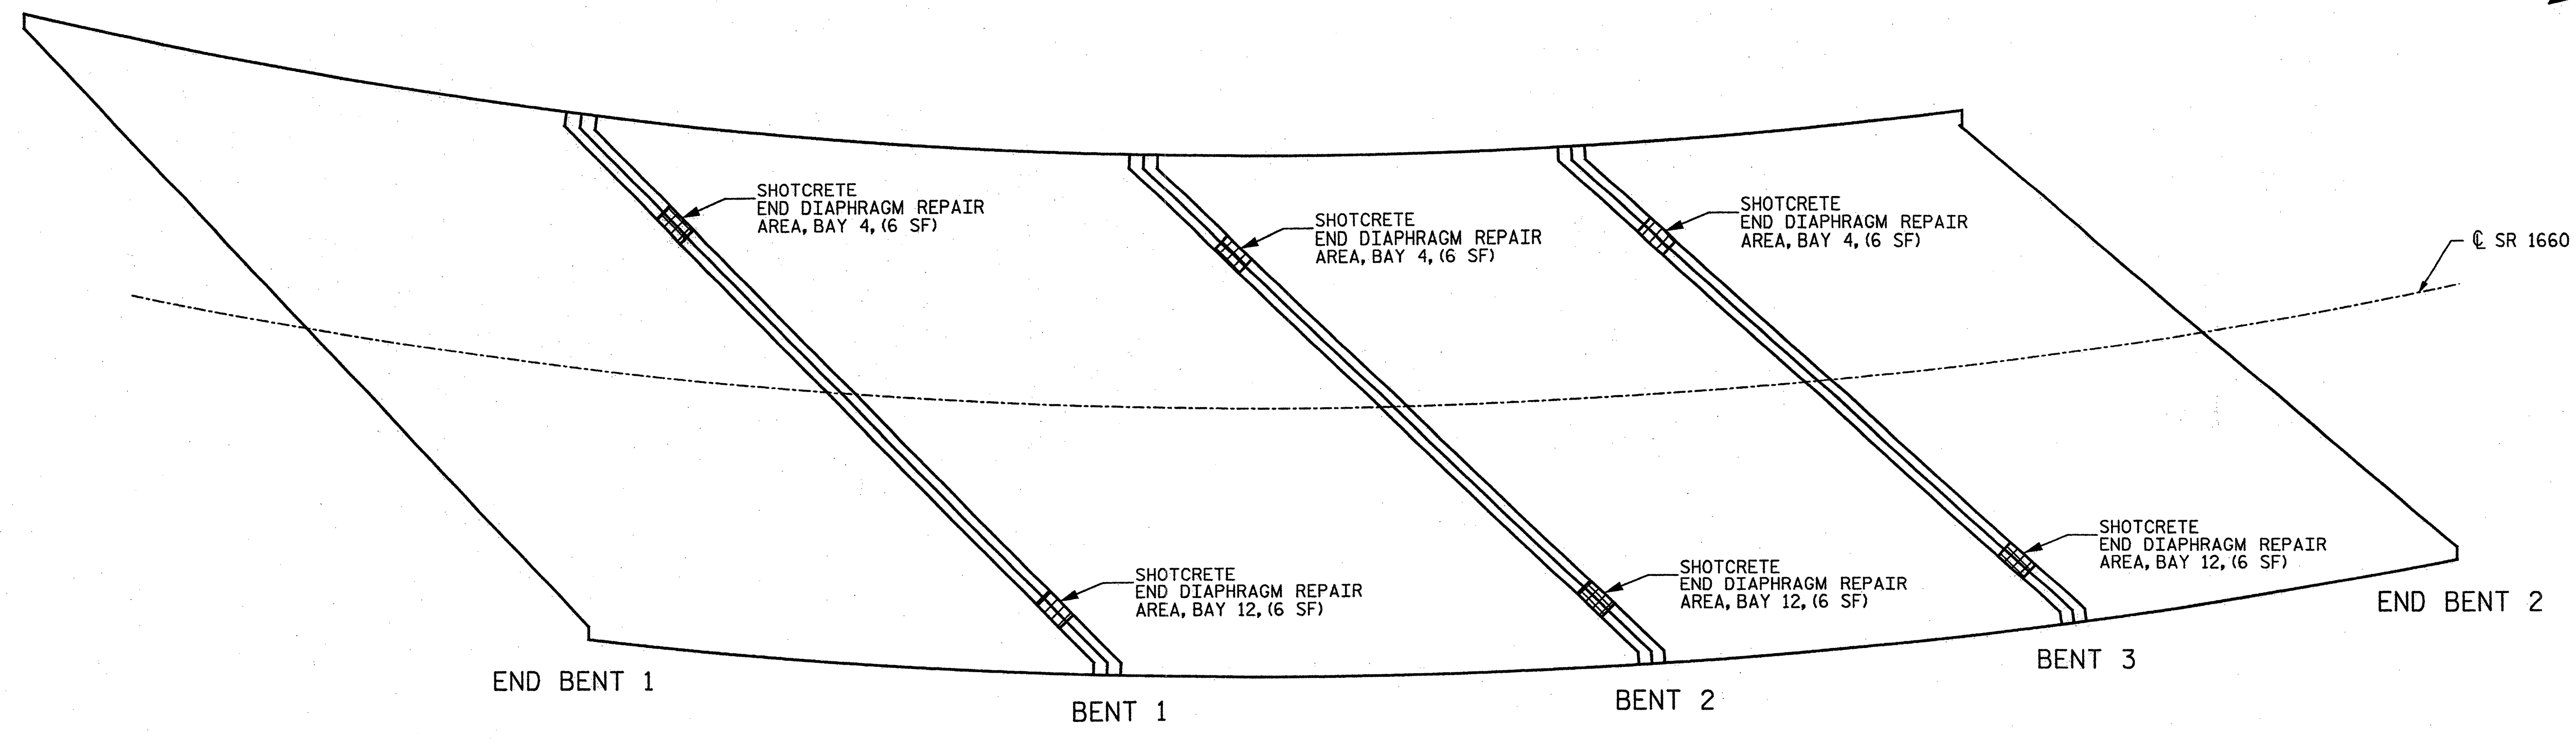 SHOTCRETE
END DIAPHRAGM REPAIR
AREA, BAY 4, (6 SF)
SHOTCRETE
END DIAPHRAGM REPAIR
AREA, BAY 4, (6 SF)
SHOTCRETE
END DIAPHRAGM REPAIR
AREA, BAY 4, (6 SF)
℄ SR 1660
SHOTCRETE
END DIAPHRAGM REPAIR
AREA, BAY 12, (6 SF)
SHOTCRETE
END DIAPHRAGM REPAIR
AREA, BAY 12, (6 SF)
SHOTCRETE
END DIAPHRAGM REPAIR
AREA, BAY 12, (6 SF)
END BENT 1
BENT 1
BENT 2
BENT 3
END BENT 2